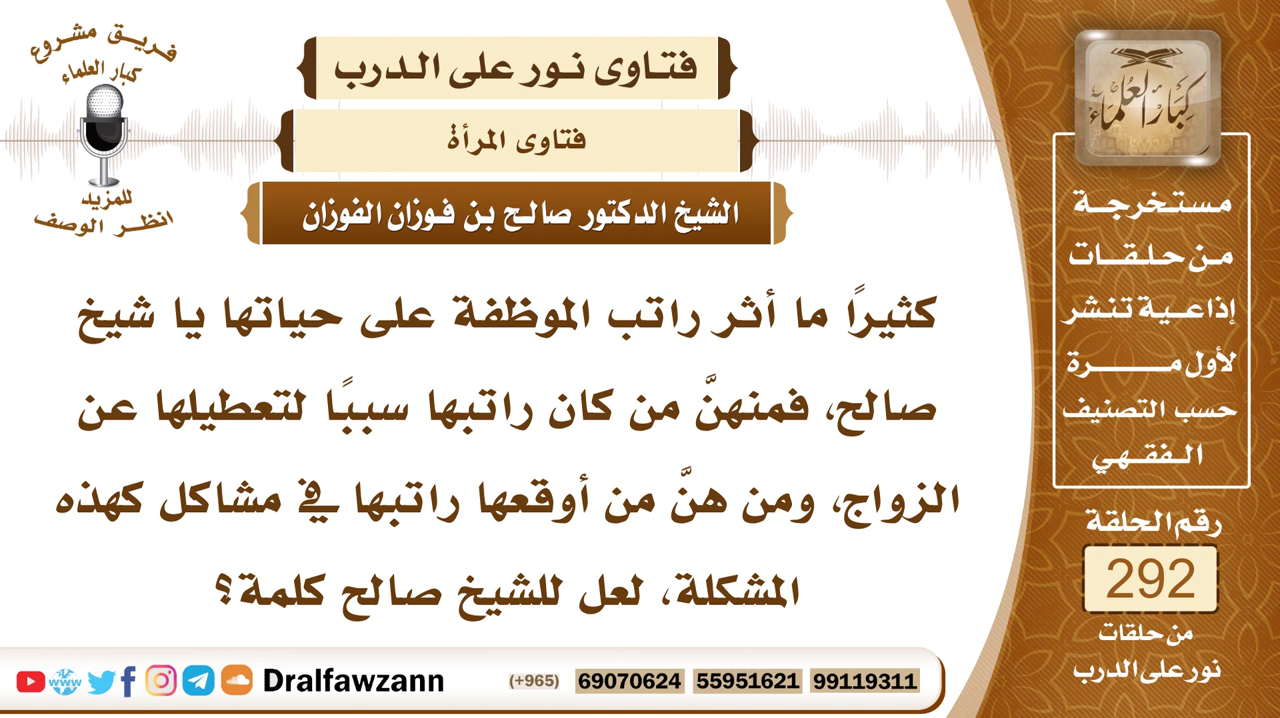 فريق مشروع
كبار العلماء
للمزيد
انظر الوصف
فتاوى نور على الدرب
فتاوى المرأة
الشيخ الدكتور صالح بن فوزان الفوزان
كثيرًا ما أثر راتب الموظفة على حياتها يا شيخ
صالح، فمنهنَّ من كان راتبها سببًا لتعطيلها عن
الزواج، ومن هنَّ من أوقعها راتبها في مشاكل كهذه
المشكلة، لعل للشيخ صالح كلمة؟
كبار العلماء
مستخرجة
من حلقات
إذاعية تنشر
لأول مرة
حسب التصنيف
الفقهي
رقم الحلقة
292
من حلقات
نور على الدرب
www Dralfawzann (+965) 69070624 55951621 99119311